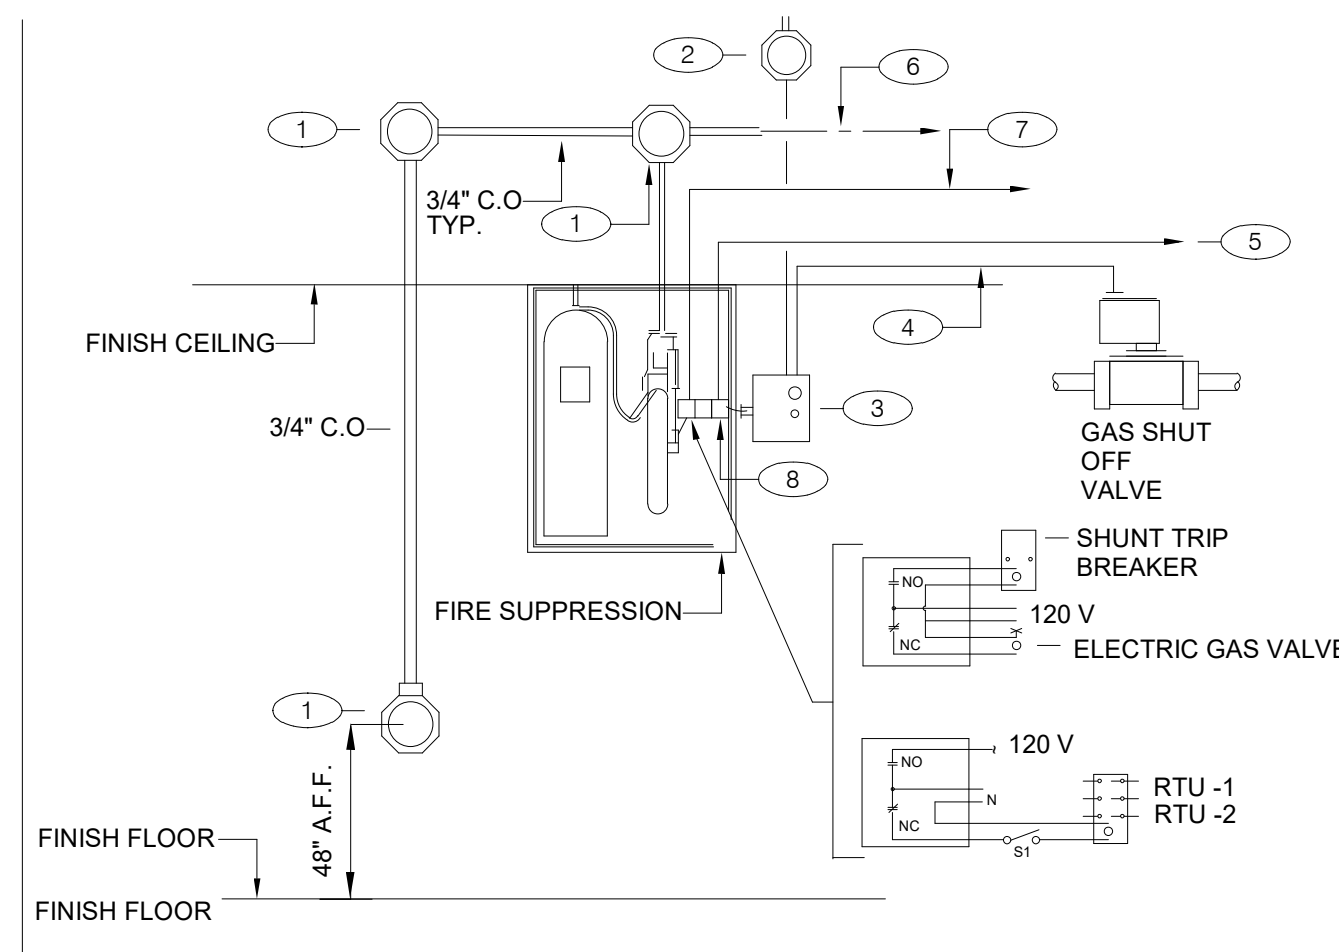 2
6
1
7
3/4" C.O
TYP.
1
5
4
FINISH CEILING
3/4" C.O
3
GAS SHUT
OFF
VALVE
8
SHUNT TRIP
BREAKER
NO
FIRE SUPPRESSION
120 V
NC
ELECTRIC GAS VALVE
1
120 V
NO
48" A.F.F.
RTU -1
N
RTU -2
NC
FINISH FLOOR
S1
FINISH FLOOR